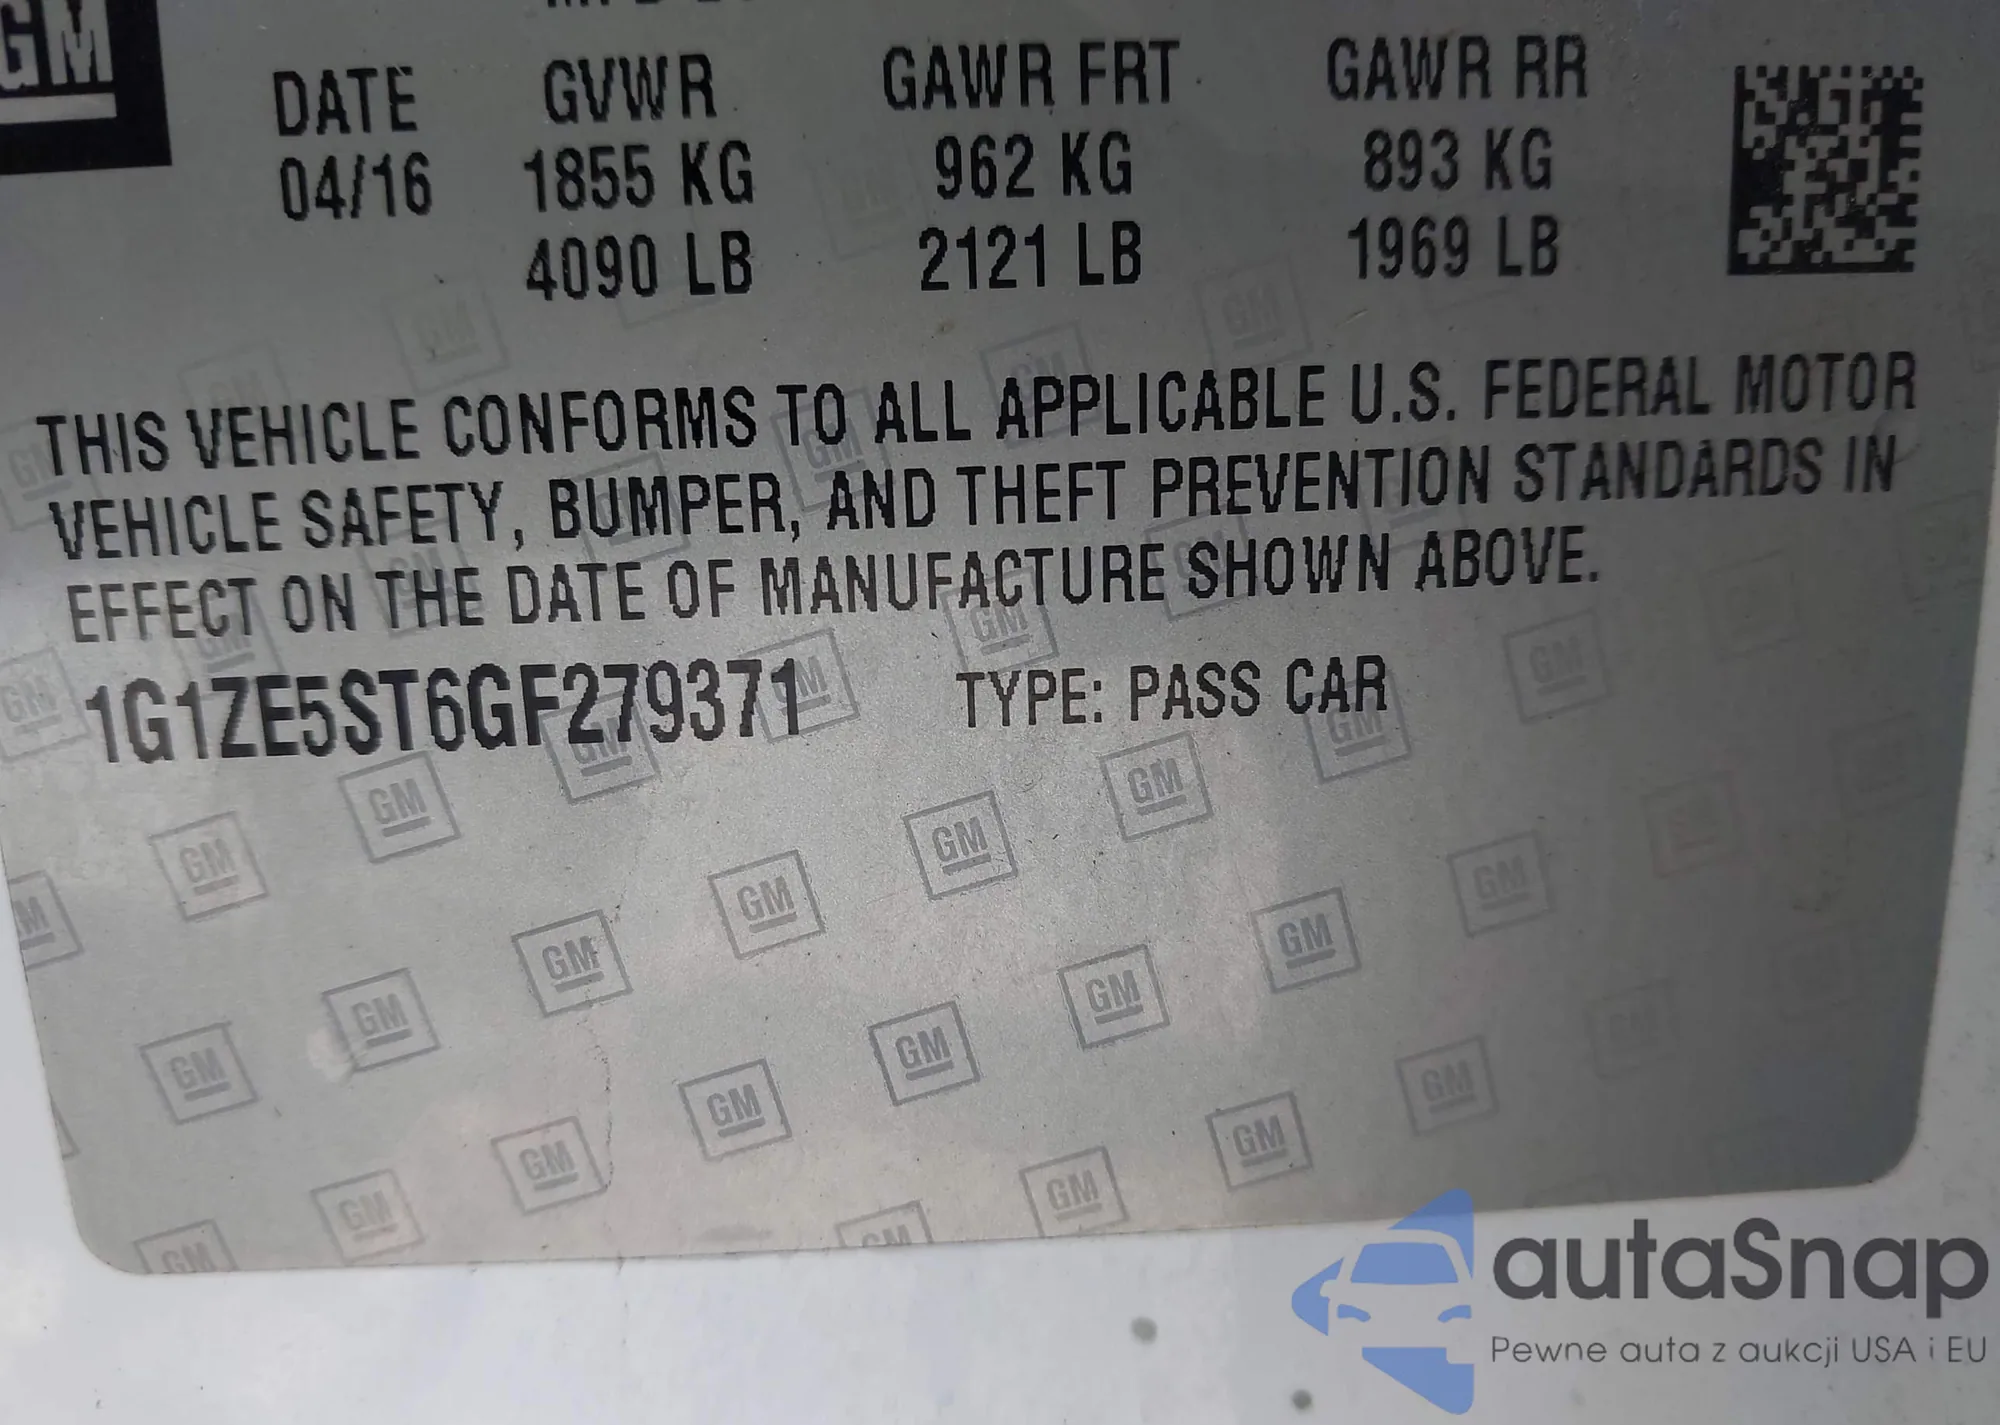 GM
DATE GVWR GAWR FRT GAWR RR
04/16 1855 KG 962 KG 893 KG
4090 LB 2121 LB 1969 LB
THIS VEHICLE CONFORMS TO ALL APPLICABLE U.S. FEDERAL MOTOR
VEHICLE SAFETY, BUMPER, AND THEFT PREVENTION STANDARDS IN
EFFECT ON THE DATE OF MANUFACTURE SHOWN ABOVE.
1G1ZE5ST6GF279371 TYPE: PASS CAR
autaSnap
Pewne auta z aukcji USA i EU